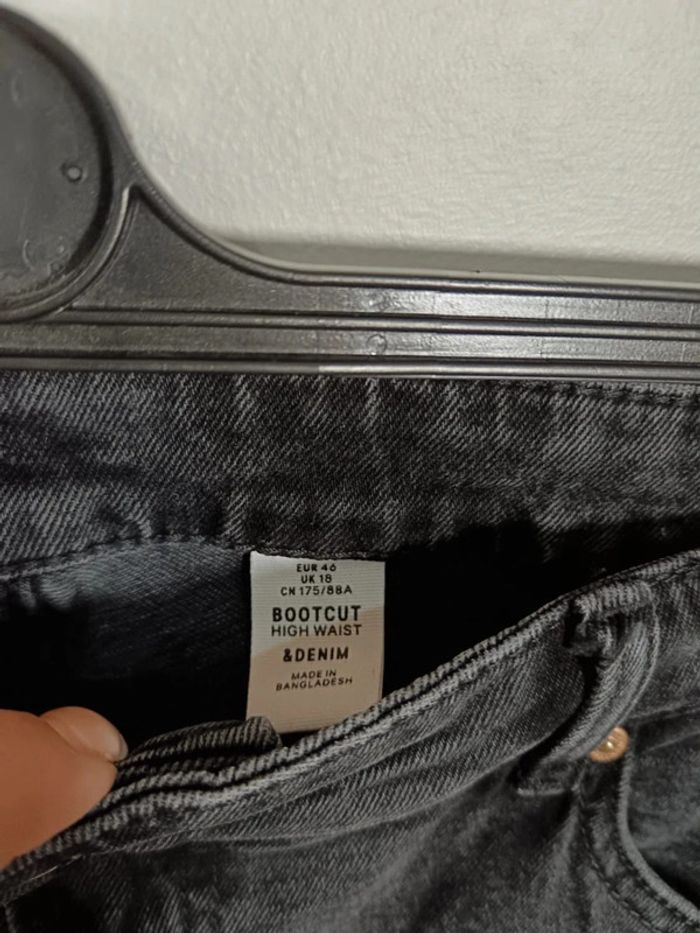 EUR 46
UK 18
CN 175/88A
BOOTCUT
HIGH WAIST
&DENIM
MADE IN
BANGLADESH